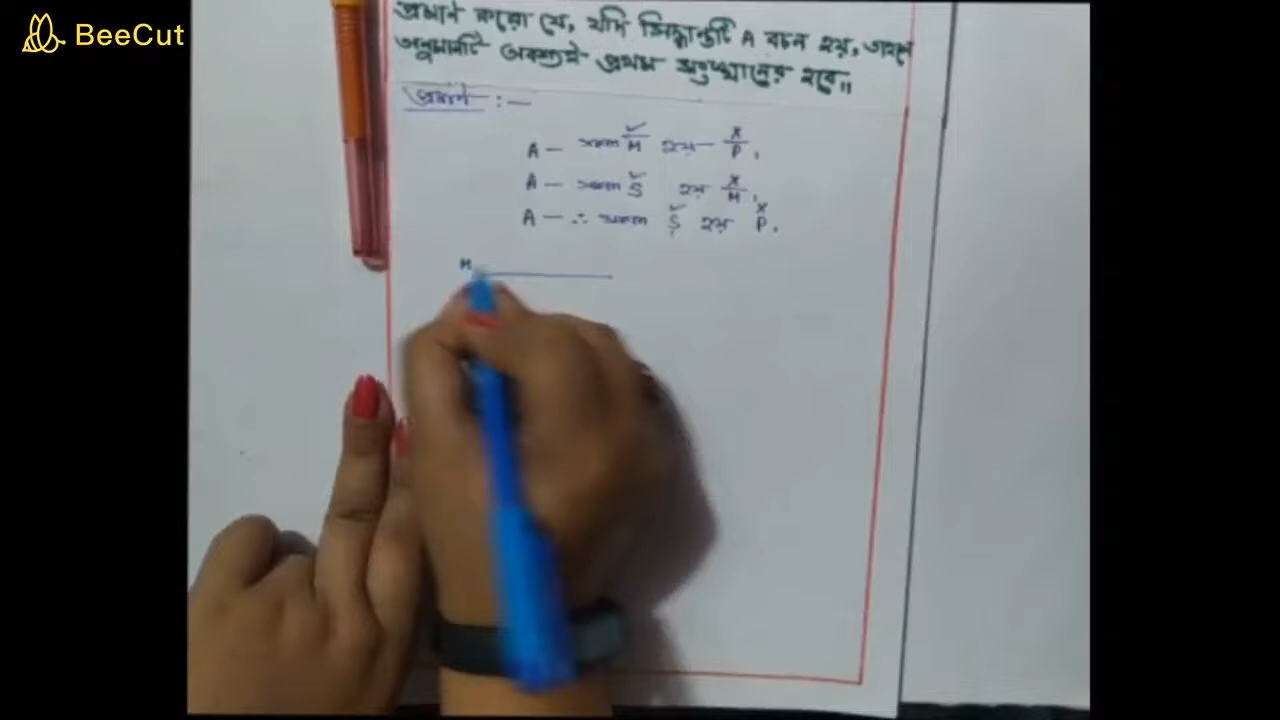 BeeCut
প্রমাণ করো যে, যদি সিদ্ধান্তটি A বচন হয়, তাহলে
অনুমানটি অবশ্যই প্রথম সংস্থানের হবে॥
প্রমাণ :—
A — সকল M হয় P,
A — সকল S হয় M,
A — ∴ সকল S হয় P.
M